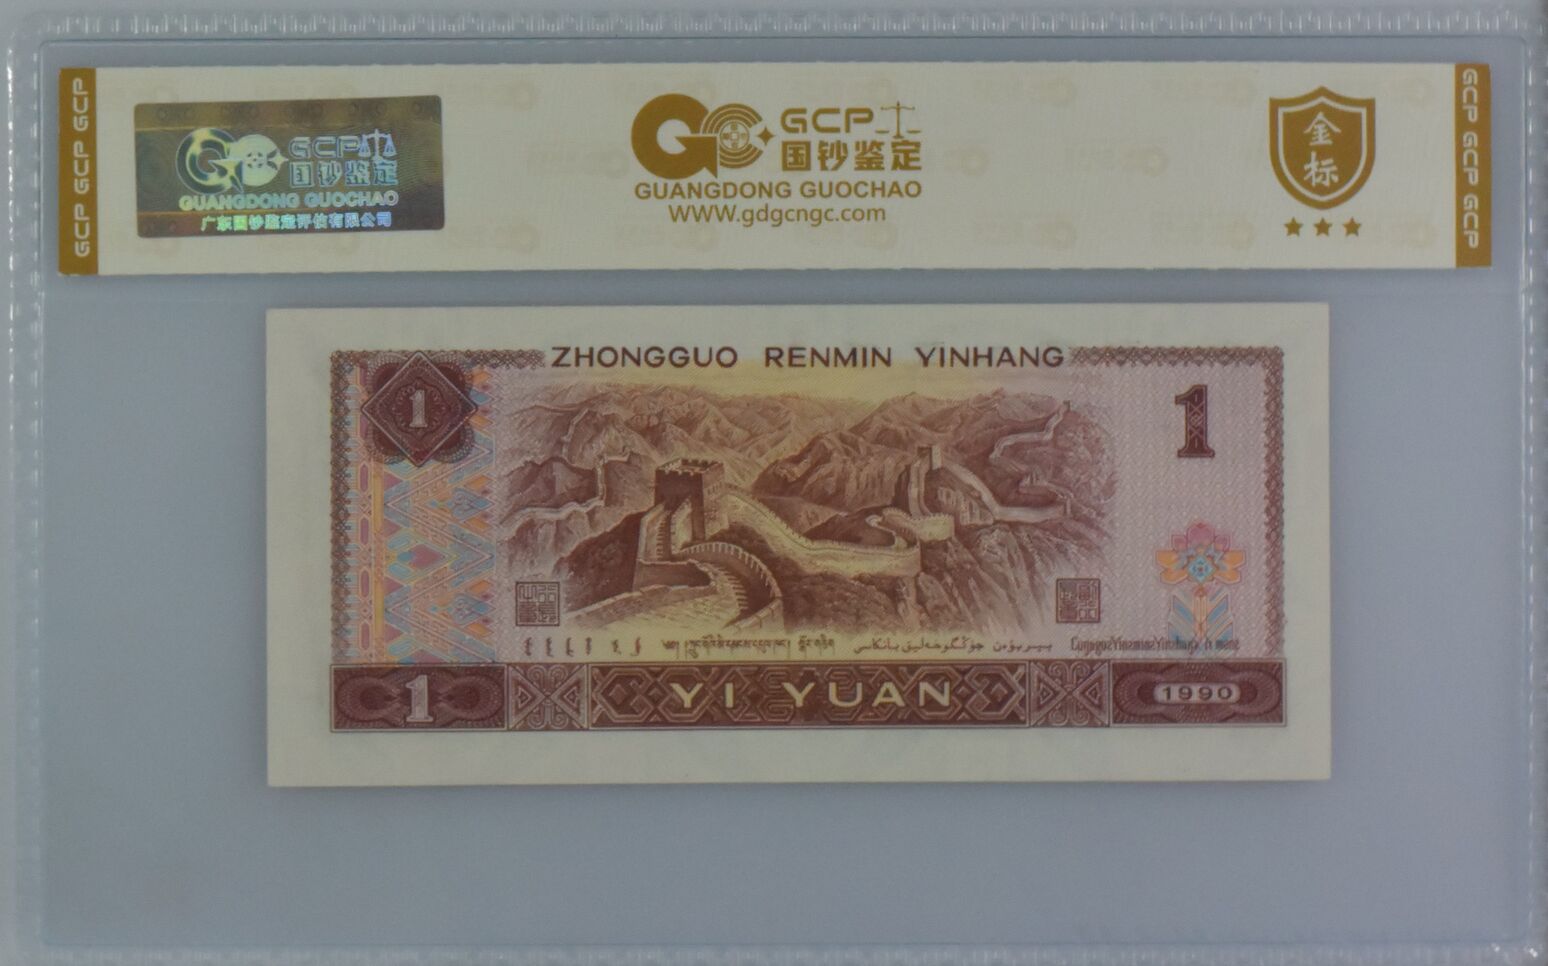 GCP GCP GCP
GCP
国钞鉴定
GUANGDONG GUOCHAO
广东国钞鉴定评估有限公司
GCP
国钞鉴定
GUANGDONG GUOCHAO
WWW.gdgcngc.com
金
标
GCP GCP GCP
ZHONGGUO RENMIN YINHANG
1
1
1
YI YUAN
1990